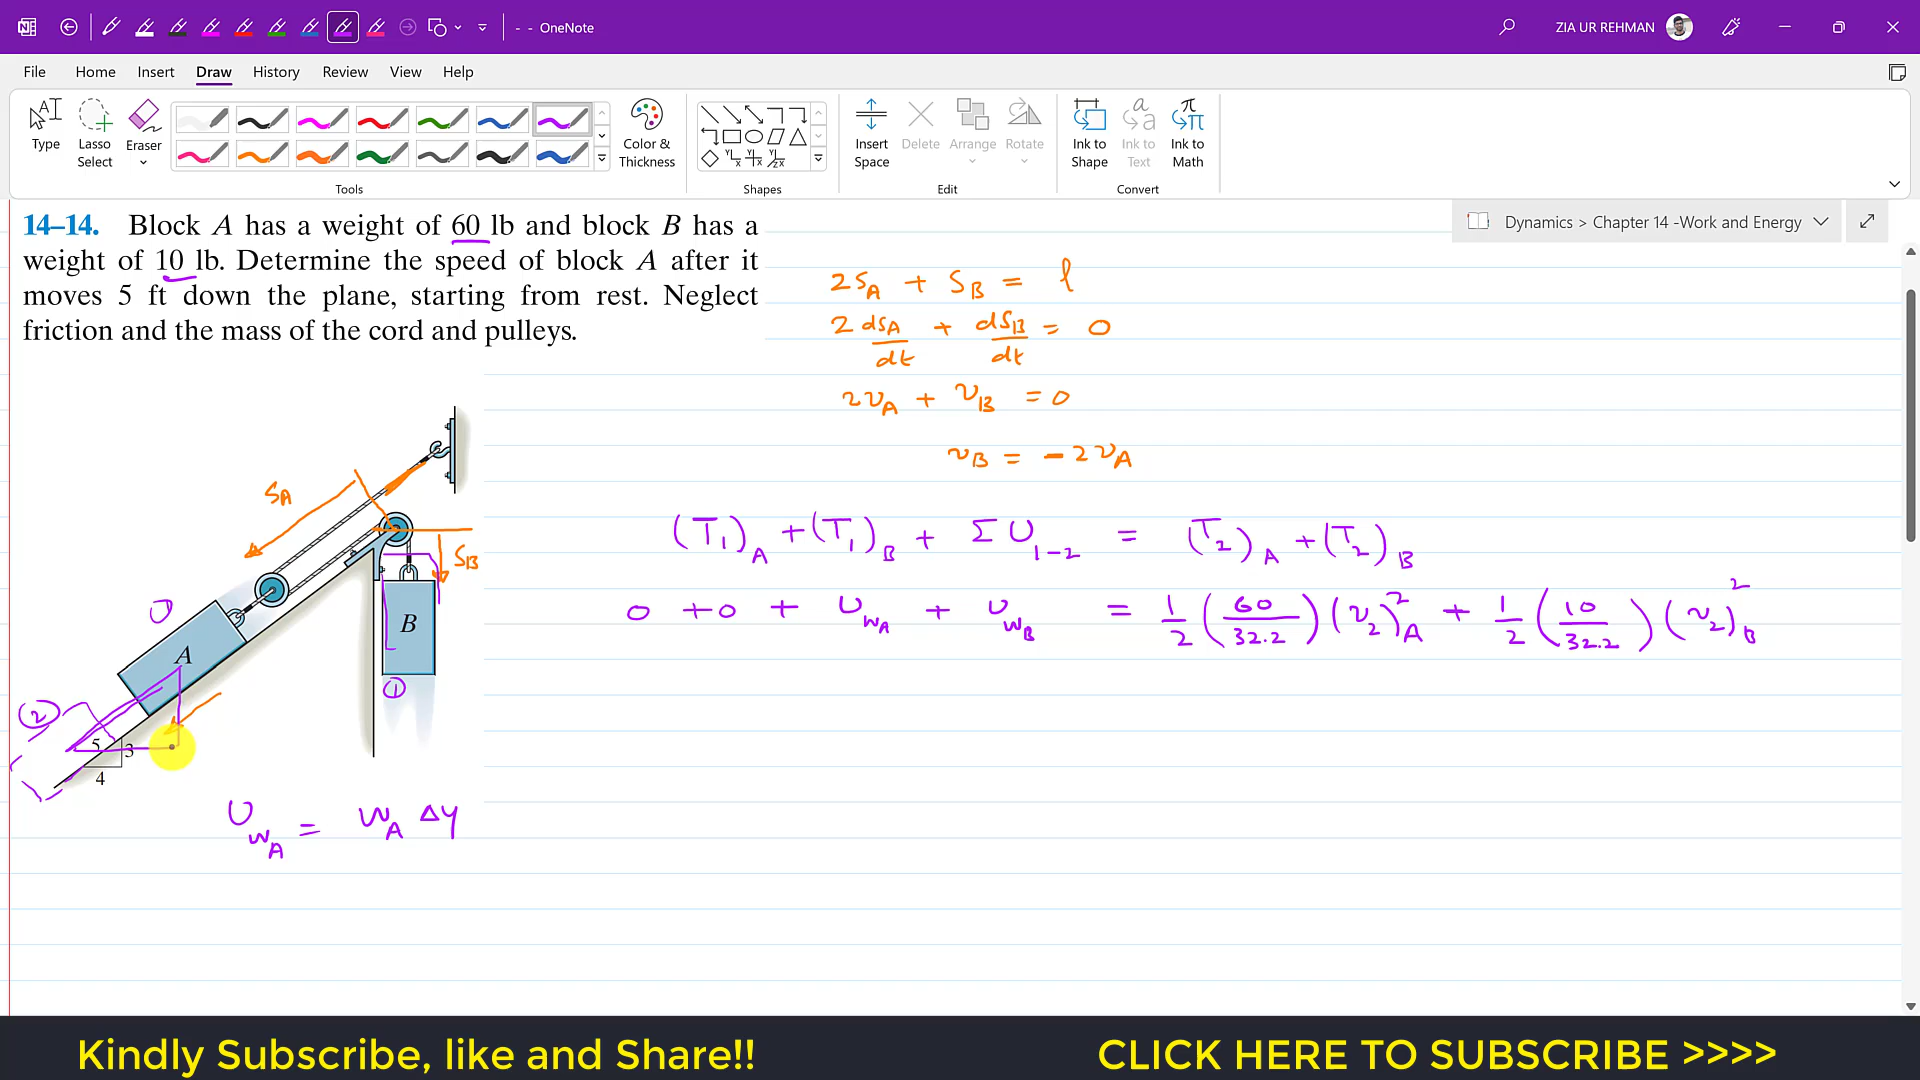 - - OneNote
ZIA UR REHMAN
File Home Insert Draw History Review View Help
Type
Lasso Select
Eraser
Color & Thickness
Insert Space
Delete
Arrange
Rotate
Ink to Shape
Ink to Text
Ink to Math
Tools
Shapes
Edit
Convert
Dynamics > Chapter 14 -Work and Energy
14–14. Block A has a weight of 60 lb and block B has a
weight of 10 lb. Determine the speed of block A after it
moves 5 ft down the plane, starting from rest. Neglect
friction and the mass of the cord and pulleys.
2S_A + S_B = l
2 dS_A/dt + dS_B/dt = 0
2v_A + v_B = 0
v_B = -2v_A
(T_1)_A + (T_1)_B + ΣU_1-2 = (T_2)_A + (T_2)_B
0 + 0 + U_W_A + U_W_B = 1/2 (60/32.2) (v_2)_A^2 + 1/2 (10/32.2) (v_2)_B^2
S_A
S_B
A
B
①
②
5
3
4
U_W_A = W_A Δy
Kindly Subscribe, like and Share!!
CLICK HERE TO SUBSCRIBE >>>>